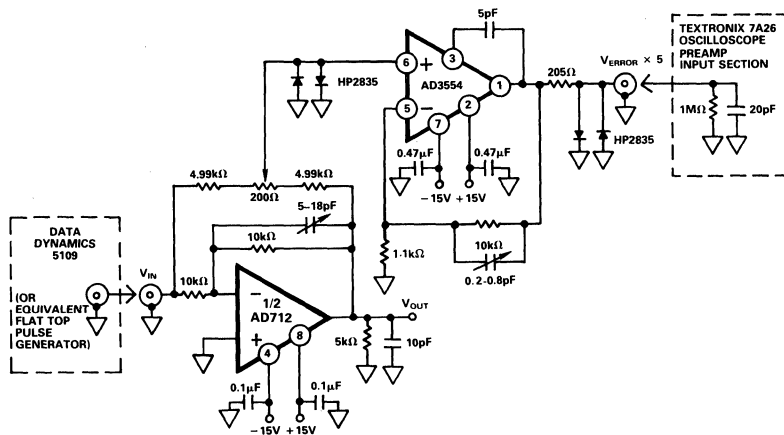 5pF
TEXTRONIX 7A26
OSCILLOSCOPE
PREAMP
INPUT SECTION
VERROR × 5
3
6
+
AD3554
1
205Ω
HP2835
5
−
2
7
1MΩ
20pF
HP2835
0.47μF
0.47μF
4.99kΩ
4.99kΩ
200Ω
−15V +15V
5–18pF
DATA
DYNAMICS
5109
10kΩ
1.1kΩ
10kΩ
0.2-0.8pF
VIN
(OR
EQUIVALENT
FLAT TOP
PULSE
GENERATOR)
10kΩ
−
1/2
AD712
VOUT
8
+
4
5kΩ
10pF
0.1μF
0.1μF
−15V +15V